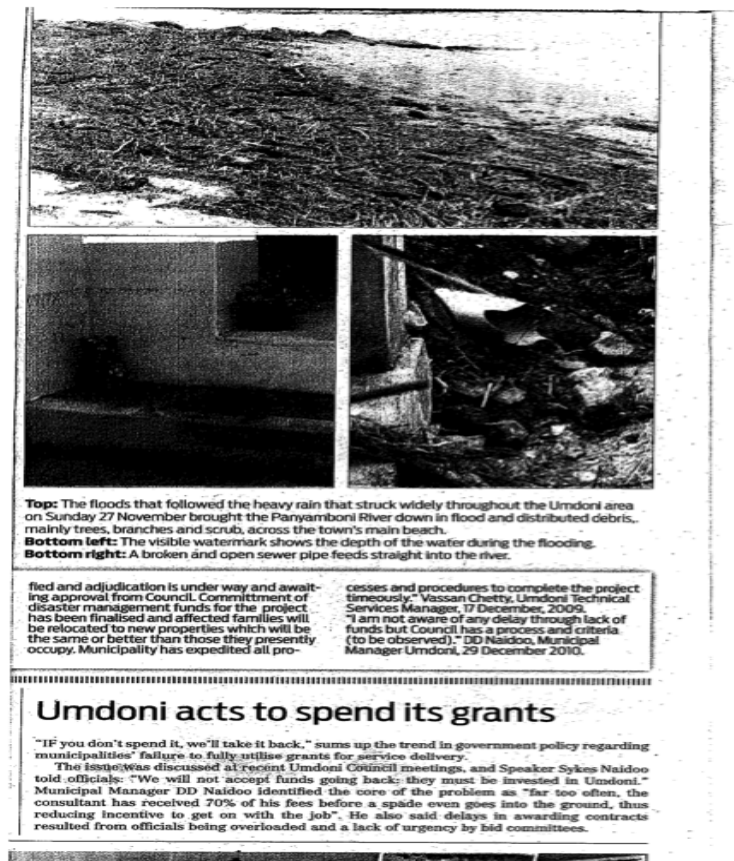 Top: The floods that followed the heavy rain that struck widely throughout the Umdoni area
on Sunday 27 November brought the Panyamboni River down in flood and distributed debris,
mainly trees, branches and scrub, across the town's main beach.
Bottom left: The visible watermark shows the depth of the water during the flooding.
Bottom right: A broken and open sewer pipe feeds straight into the river.
fied and adjudication is under way and await-
ing approval from Council. Committment of
disaster management funds for the project
has been finalised and affected families will
be relocated to new properties which will be
the same or better than those they presently
occupy. Municipality has expedited all pro-
cesses and procedures to complete the project
timeously." Vassan Chetty, Umdoni Technical
Services Manager, 17 December, 2009.
"I am not aware of any delay through lack of
funds but Council has a process and criteria
(to be observed)." DD Naidoo, Municipal
Manager Umdoni, 29 December 2010.
Umdoni acts to spend its grants
"IF you don't spend it, we'll take it back," sums up the trend in government policy regarding
municipalities' failure to fully utilise grants for service delivery.
The issue was discussed at recent Umdoni Council meetings, and Speaker Sykes Naidoo
told officials: "We will not accept funds going back; they must be invested in Umdoni."
Municipal Manager DD Naidoo identified the core of the problem as "far too often, the
consultant has received 70% of his fees before a spade even goes into the ground, thus
reducing incentive to get on with the job". He also said delays in awarding contracts
resulted from officials being overloaded and a lack of urgency by bid committees.